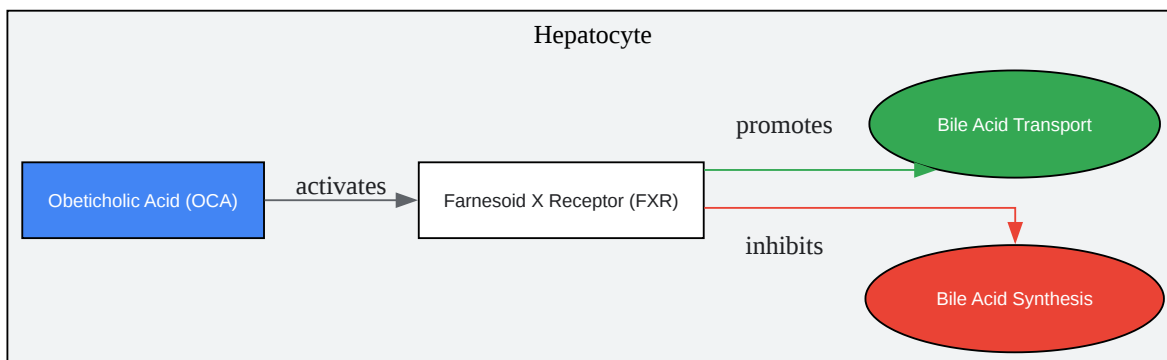 Hepatocyte
Obeticholic Acid (OCA)
activates
Farnesoid X Receptor (FXR)
promotes
Bile Acid Transport
inhibits
Bile Acid Synthesis